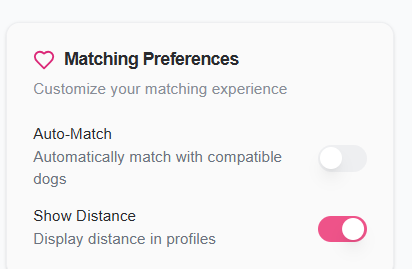 Matching Preferences
Customize your matching experience
Auto-Match
Automatically match with compatible
dogs
Show Distance
Display distance in profiles